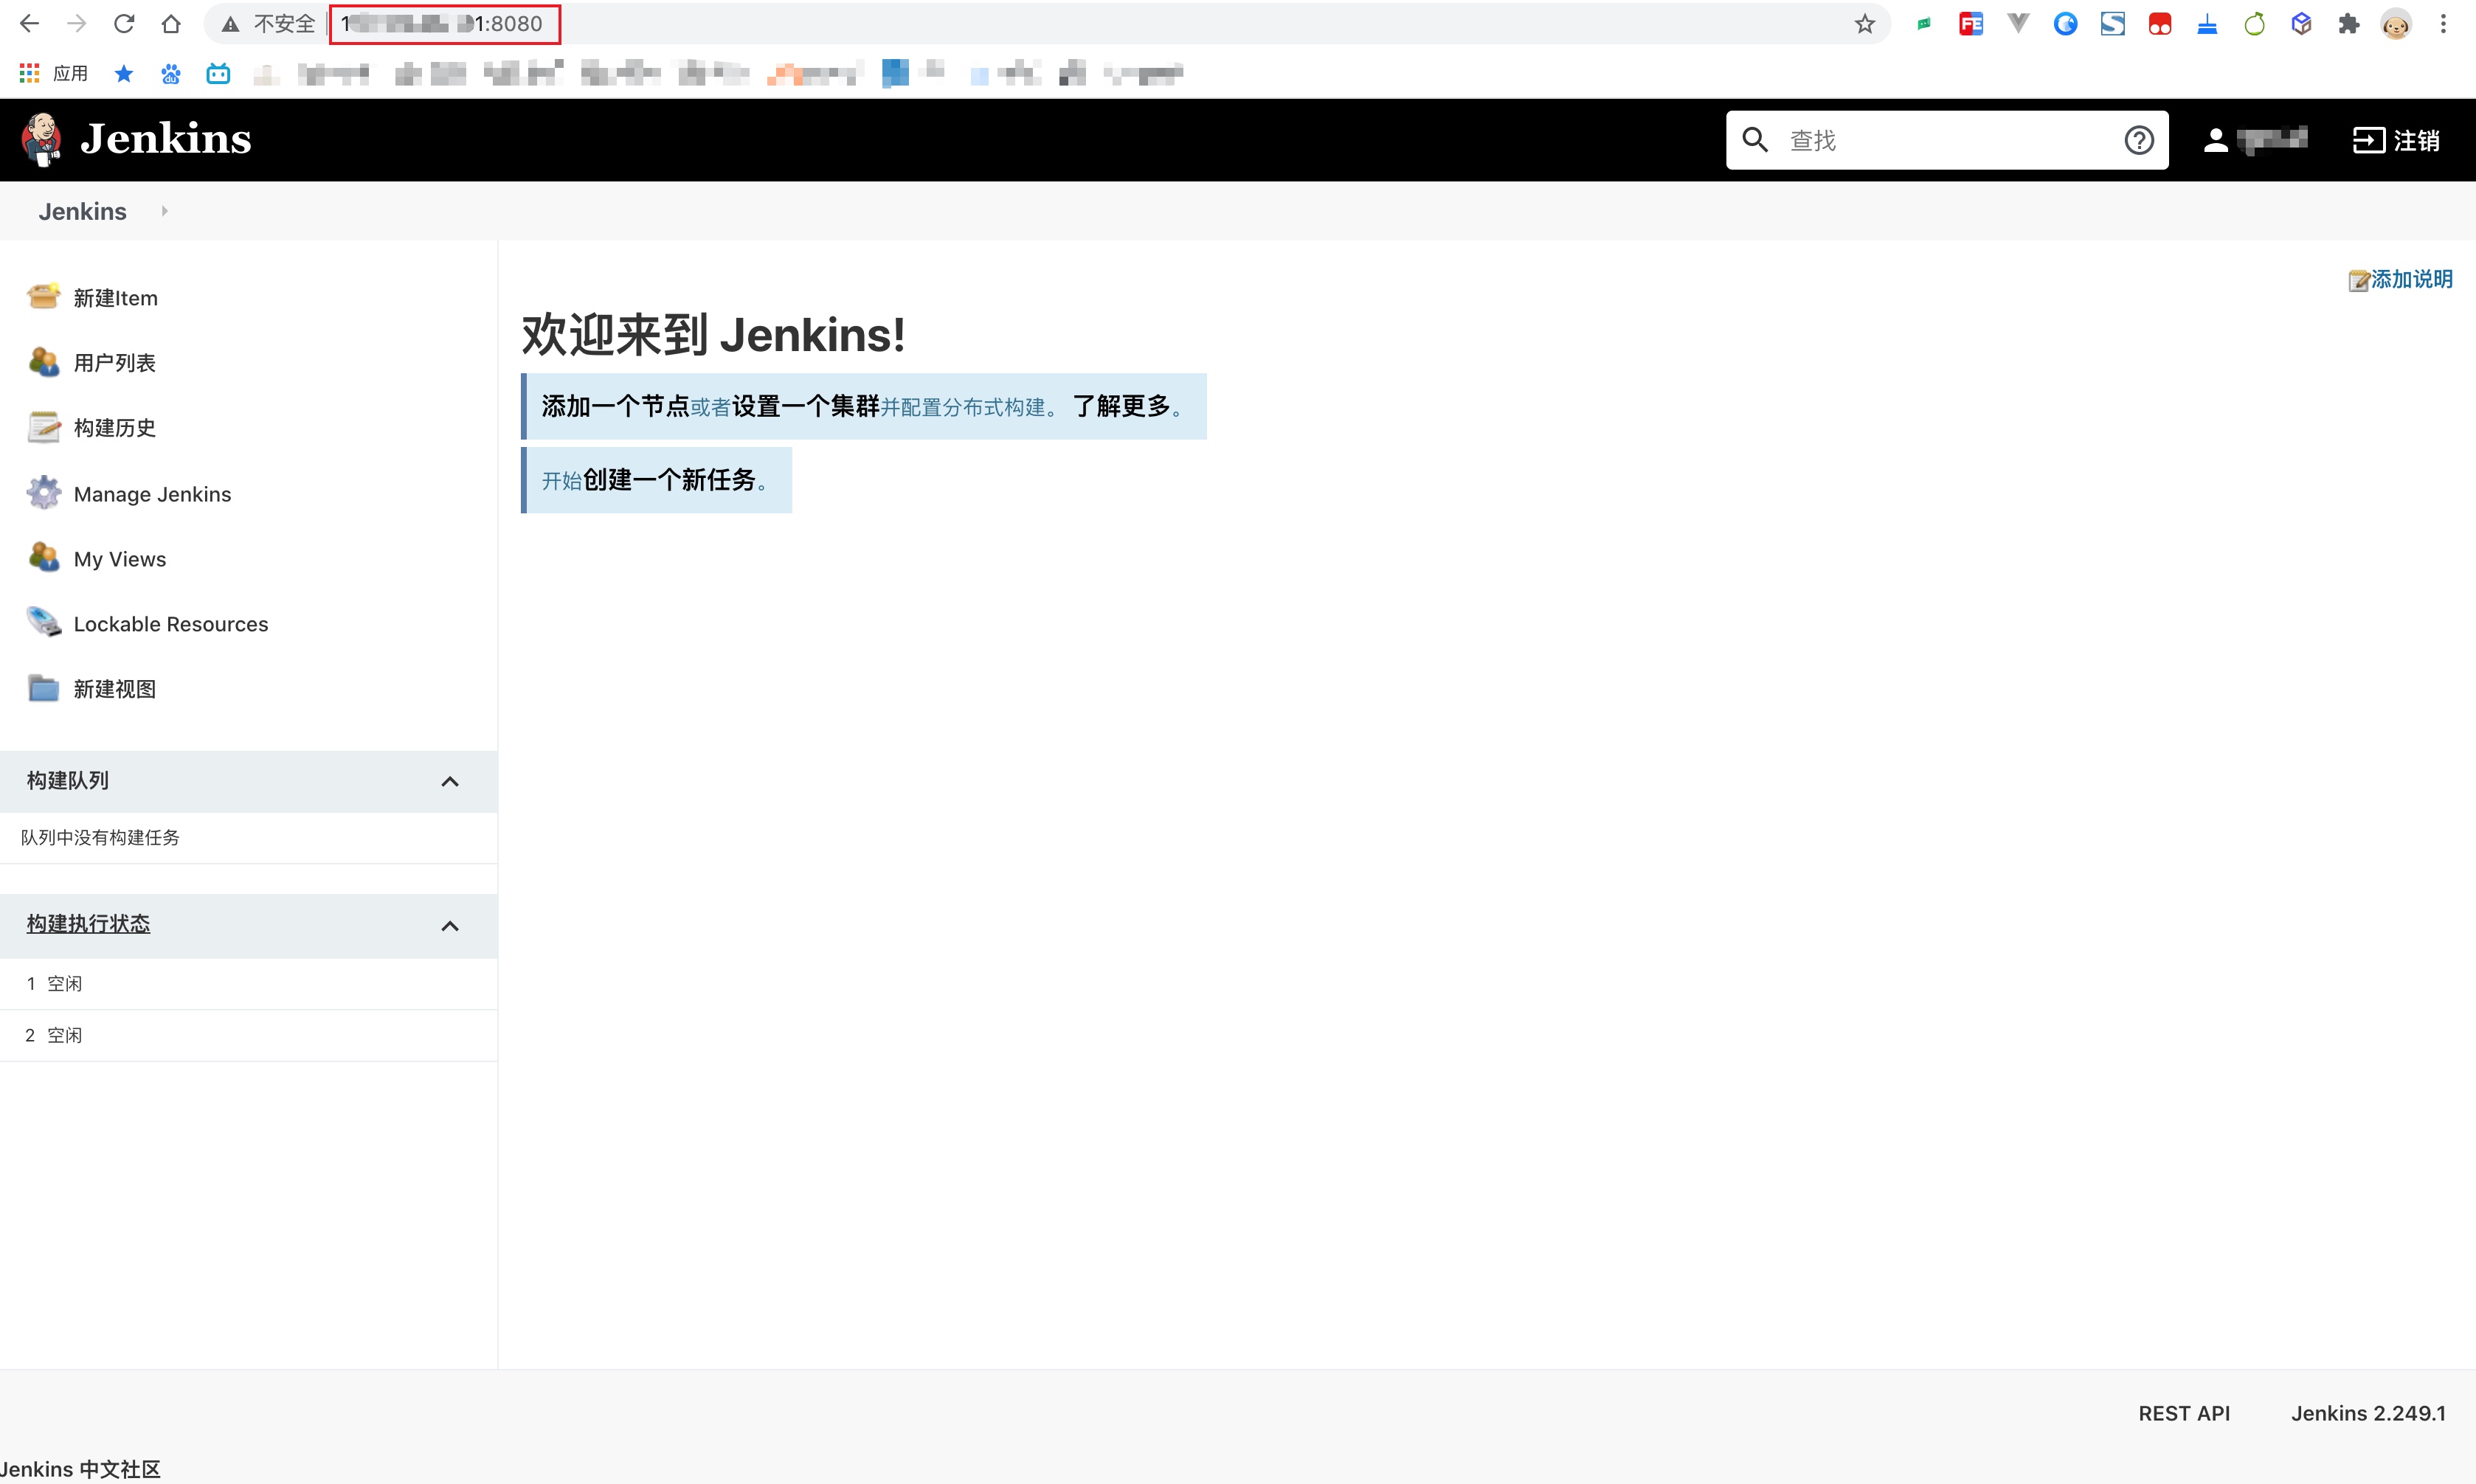 不安全 :8080
应用
Jenkins
查找
注销
Jenkins
添加说明
新建Item
用户列表
构建历史
Manage Jenkins
My Views
Lockable Resources
新建视图
欢迎来到 Jenkins!
添加一个节点或者设置一个集群并配置分布式构建。 了解更多。
开始创建一个新任务。
构建队列
队列中没有构建任务
构建执行状态
1 空闲
2 空闲
REST API
Jenkins 2.249.1
Jenkins 中文社区